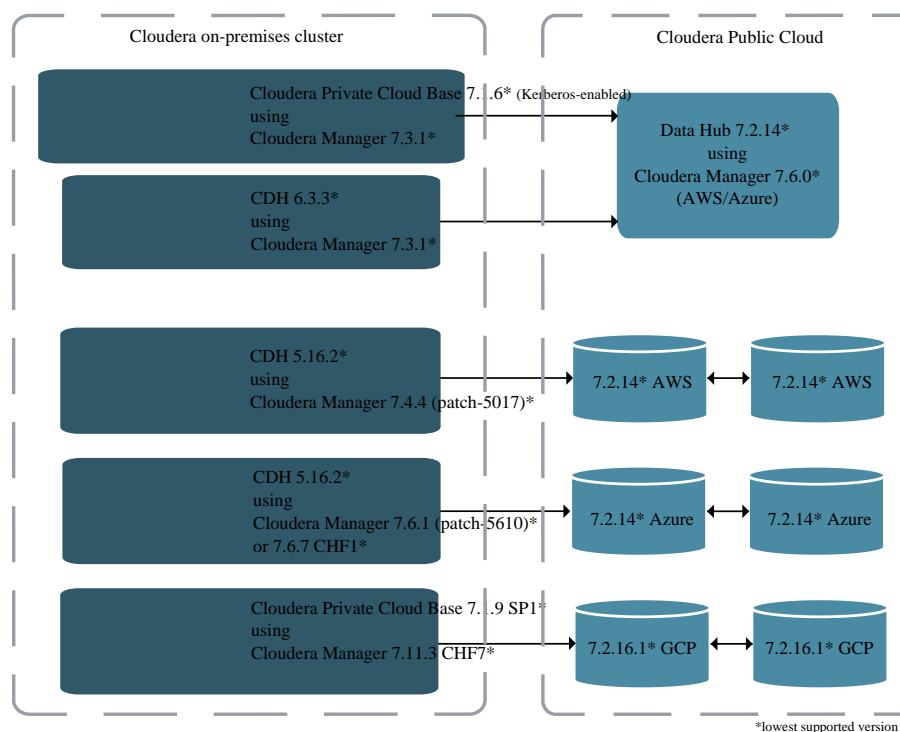 Cloudera on-premises cluster
Cloudera Public Cloud
Cloudera Private Cloud Base 7.1.6* (Kerberos-enabled)
using
Cloudera Manager 7.3.1*
Data Hub 7.2.14*
using
Cloudera Manager 7.6.0*
(AWS/Azure)
CDH 6.3.3*
using
Cloudera Manager 7.3.1*
CDH 5.16.2*
using
Cloudera Manager 7.4.4 (patch-5017)*
7.2.14* AWS
7.2.14* AWS
CDH 5.16.2*
using
Cloudera Manager 7.6.1 (patch-5610)*
or 7.6.7 CHF1*
7.2.14* Azure
7.2.14* Azure
Cloudera Private Cloud Base 7.1.9 SP1*
using
Cloudera Manager 7.11.3 CHF7*
7.2.16.1* GCP
7.2.16.1* GCP
*lowest supported version